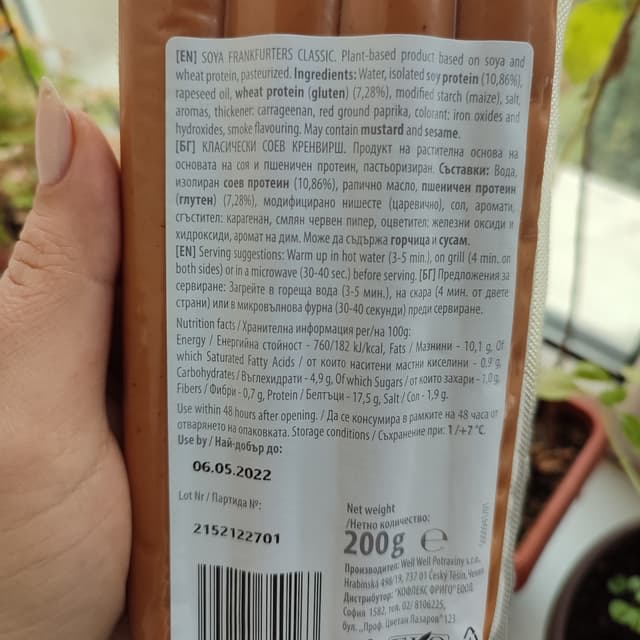 [EN] SOYA FRANKFURTERS CLASSIC. Plant-based product based on soya and
wheat protein, pasteurized. Ingredients: Water, isolated soy protein (10,86%),
rapeseed oil, wheat protein (gluten) (7,28%), modified starch (maize), salt,
aromas, thickener: carrageenan, red ground paprika, colorant: iron oxides and
hydroxides, smoke flavouring. May contain mustard and sesame.
[БГ] КЛАСИЧЕСКИ СОЕВ КРЕНВИРШ. Продукт на растителна основа на
основата на соя и пшеничен протеин, пастьоризиран. Съставки: Вода,
изолиран соев протеин (10,86%), рапично масло, пшеничен протеин
(глутен) (7,28%), модифицирано нишесте (царевично), сол, аромати,
сгъстител: карагенан, смлян червен пипер, оцветител: железни оксиди и
хидроксиди, аромат на дим. Може да съдържа горчица и сусам.
[EN] Serving suggestions: Warm up in hot water (3-5 min.), on grill (4 min. on
both sides) or in a microwave (30-40 sec.) before serving. [БГ] Предложения за
сервиране: Загрейте в гореща вода (3-5 мин.), на скара (4 мин. от двете
страни) или в микровълнова фурна (30-40 секунди) преди сервиране.
Nutrition facts / Хранителна информация per/на 100g:
Energy / Енергийна стойност - 760/182 kJ/kcal, Fats / Мазнини - 10,1 g, Of
which Saturated Fatty Acids / от които наситени мастни киселини - 0,9 g,
Carbohydrates / Въглехидрати - 4,9 g, Of which Sugars / от които захари - 1,0 g,
Fibers / Фибри - 0,7 g, Protein / Белтъци - 17,5 g, Salt / Сол - 1,9 g.
Use within 48 hours after opening. / Да се консумира в рамките на 48 часа от
отварянето на опаковката. Storage conditions / Съхранение при: 1/+7 °C.
Use by / Най-добър до:
06.05.2022
Lot Nr / Партида №:
2152122701
Net weight
/Нетно количество:
200g ℮
Производител: Well Well Potraviny s.r.o.,
Hrabinská 498/19, 737 01 Český Těšín,
Дистрибутор: "КОФЛЕКС ФРИГО" ЕООД,
София 1582, тел. 02/ 8106225,
бул. „Проф. Цветан Лазаров" 123